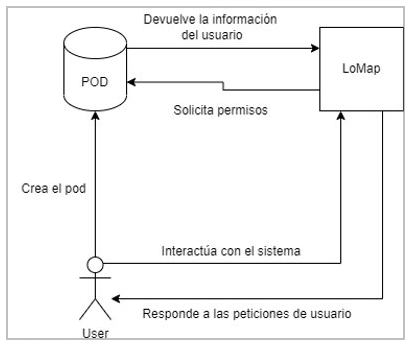 Devuelve la información
del usuario
POD
LoMap
Solicita permisos
Crea el pod
Interactúa con el sistema
Responde a las peticiones de usuario
User